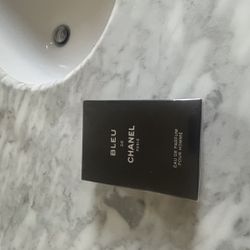 BLEU
DE
CHANEL
PARIS
EAU DE PARFUM
POUR HOMME